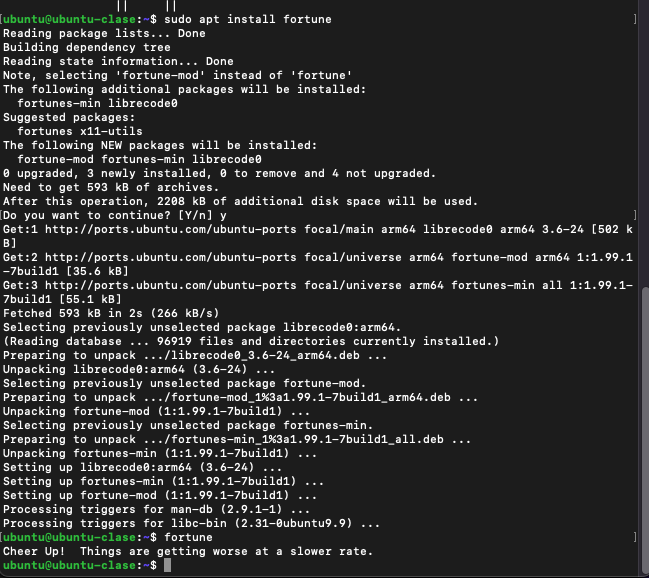 ||     ||
[ubuntu@ubuntu-clase:~$ sudo apt install fortune ]
Reading package lists... Done
Building dependency tree
Reading state information... Done
Note, selecting 'fortune-mod' instead of 'fortune'
The following additional packages will be installed:
  fortunes-min librecode0
Suggested packages:
  fortunes x11-utils
The following NEW packages will be installed:
  fortune-mod fortunes-min librecode0
0 upgraded, 3 newly installed, 0 to remove and 4 not upgraded.
Need to get 593 kB of archives.
After this operation, 2208 kB of additional disk space will be used.
[Do you want to continue? [Y/n] y ]
Get:1 http://ports.ubuntu.com/ubuntu-ports focal/main arm64 librecode0 arm64 3.6-24 [502 k
B]
Get:2 http://ports.ubuntu.com/ubuntu-ports focal/universe arm64 fortune-mod arm64 1:1.99.1
-7build1 [35.6 kB]
Get:3 http://ports.ubuntu.com/ubuntu-ports focal/universe arm64 fortunes-min all 1:1.99.1-
7build1 [55.1 kB]
Fetched 593 kB in 2s (266 kB/s)
Selecting previously unselected package librecode0:arm64.
(Reading database ... 96919 files and directories currently installed.)
Preparing to unpack .../librecode0_3.6-24_arm64.deb ...
Unpacking librecode0:arm64 (3.6-24) ...
Selecting previously unselected package fortune-mod.
Preparing to unpack .../fortune-mod_1%3a1.99.1-7build1_arm64.deb ...
Unpacking fortune-mod (1:1.99.1-7build1) ...
Selecting previously unselected package fortunes-min.
Preparing to unpack .../fortunes-min_1%3a1.99.1-7build1_all.deb ...
Unpacking fortunes-min (1:1.99.1-7build1) ...
Setting up librecode0:arm64 (3.6-24) ...
Setting up fortunes-min (1:1.99.1-7build1) ...
Setting up fortune-mod (1:1.99.1-7build1) ...
Processing triggers for man-db (2.9.1-1) ...
Processing triggers for libc-bin (2.31-0ubuntu9.9) ...
[ubuntu@ubuntu-clase:~$ fortune ]
Cheer Up!  Things are getting worse at a slower rate.
ubuntu@ubuntu-clase:~$